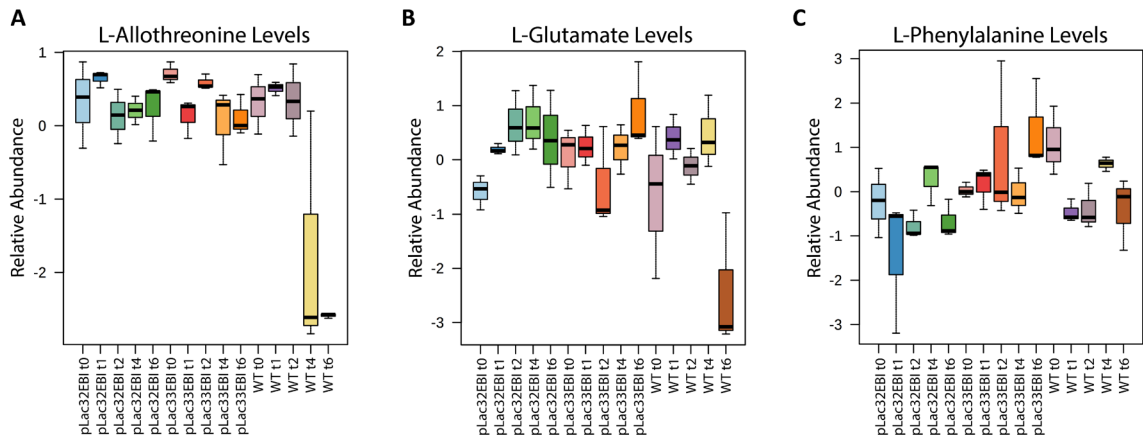 A
L-Allothreonine Levels
Relative Abundance
1
0
-1
-2
pLac32EBI t0
pLac32EBI t1
pLac32EBI t2
pLac32EBI t4
pLac32EBI t6
pLac33EBI t0
pLac33EBI t1
pLac33EBI t2
pLac33EBI t4
pLac33EBI t6
WT t0
WT t1
WT t2
WT t4
WT t6
B
L-Glutamate Levels
Relative Abundance
2
1
0
-1
-2
-3
pLac32EBI t0
pLac32EBI t1
pLac32EBI t2
pLac32EBI t4
pLac32EBI t6
pLac33EBI t0
pLac33EBI t1
pLac33EBI t2
pLac33EBI t4
pLac33EBI t6
WT t0
WT t1
WT t2
WT t4
WT t6
C
L-Phenylalanine Levels
Relative Abundance
3
2
1
0
-1
-2
-3
pLac32EBI t0
pLac32EBI t1
pLac32EBI t2
pLac32EBI t4
pLac32EBI t6
pLac33EBI t0
pLac33EBI t1
pLac33EBI t2
pLac33EBI t4
pLac33EBI t6
WT t0
WT t1
WT t2
WT t4
WT t6